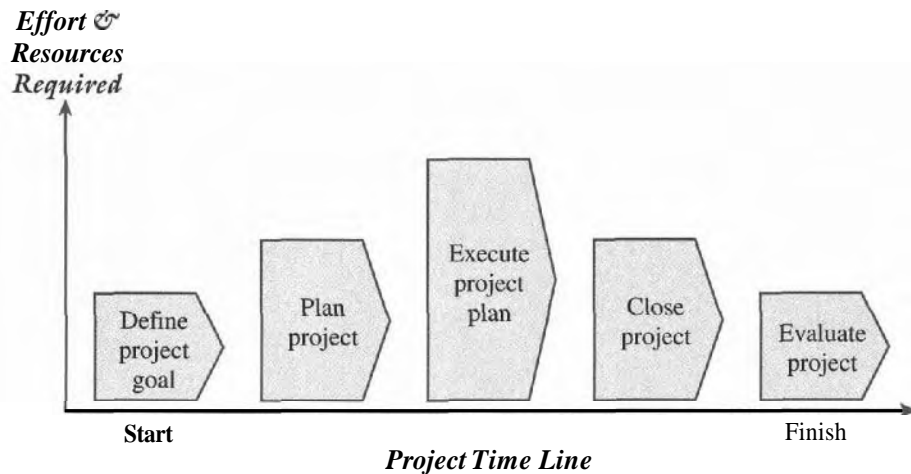 Effort &
Resources
Required
Define
project
goal
Plan
project
Execute
project
plan
Close
project
Evaluate
project
Start
Finish
Project Time Line